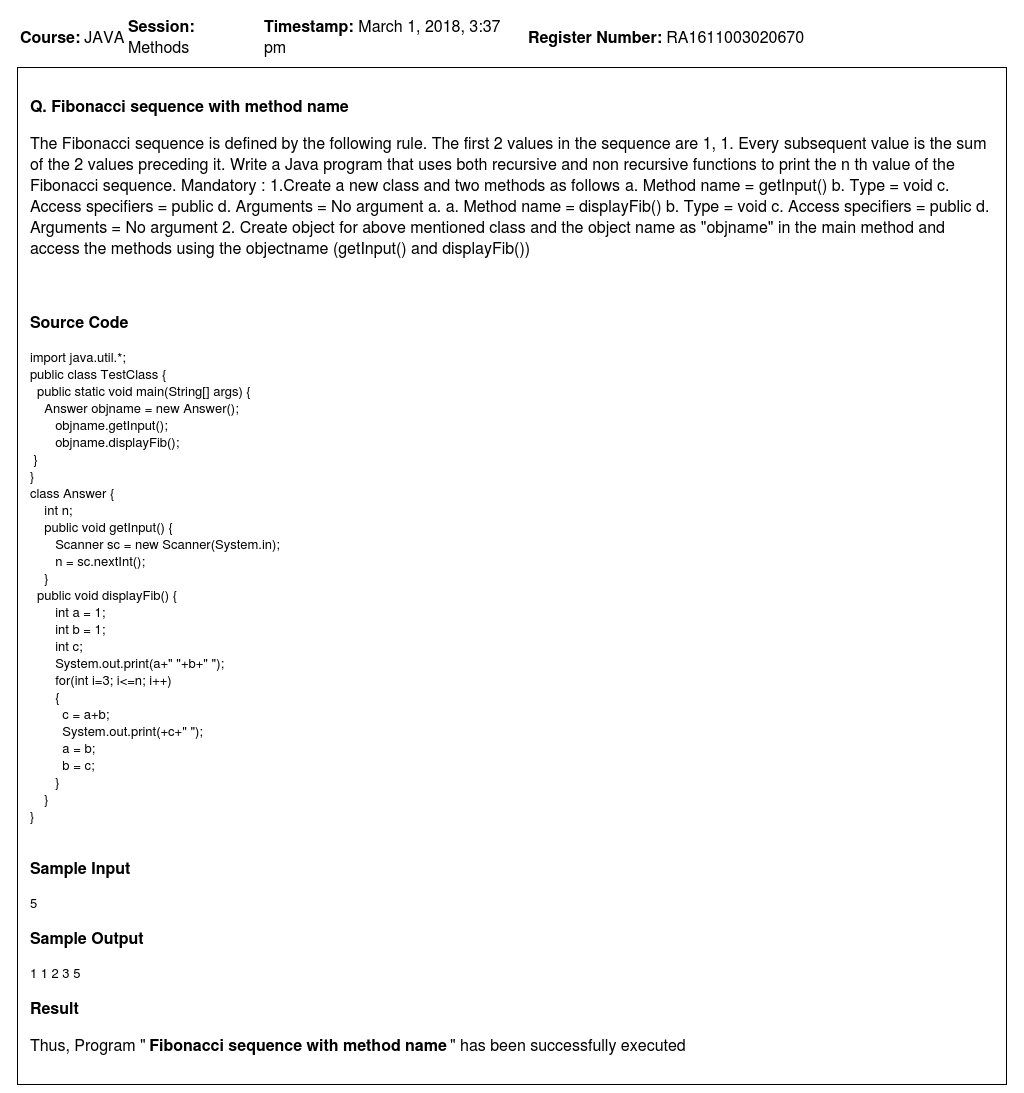 Course: JAVA Session: Methods Timestamp: March 1, 2018, 3:37 pm Register Number: RA1611003020670
Q. Fibonacci sequence with method name
The Fibonacci sequence is defined by the following rule. The first 2 values in the sequence are 1, 1. Every subsequent value is the sum
of the 2 values preceding it. Write a Java program that uses both recursive and non recursive functions to print the n th value of the
Fibonacci sequence. Mandatory : 1.Create a new class and two methods as follows a. Method name = getInput() b. Type = void c.
Access specifiers = public d. Arguments = No argument a. a. Method name = displayFib() b. Type = void c. Access specifiers = public d.
Arguments = No argument 2. Create object for above mentioned class and the object name as "objname" in the main method and
access the methods using the objectname (getInput() and displayFib())
Source Code
import java.util.*;
public class TestClass {
public static void main(String[] args) {
Answer objname = new Answer();
objname.getInput();
objname.displayFib();
}
}
class Answer {
int n;
public void getInput() {
Scanner sc = new Scanner(System.in);
n = sc.nextInt();
}
public void displayFib() {
int a = 1;
int b = 1;
int c;
System.out.print(a+" "+b+" ");
for(int i=3; i<=n; i++)
{
c = a+b;
System.out.print(+c+" ");
a = b;
b = c;
}
}
}
Sample Input
5
Sample Output
1 1 2 3 5
Result
Thus, Program " Fibonacci sequence with method name " has been successfully executed